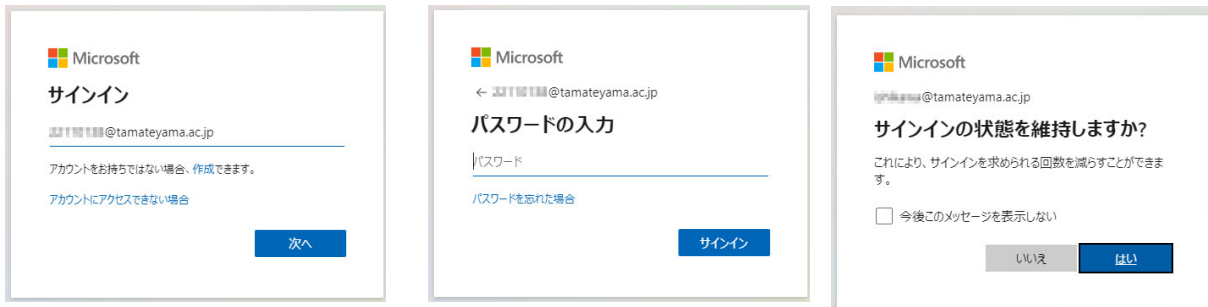 Microsoft
サインイン
@tamateyama.ac.jp
アカウントをお持ちではない場合、作成できます。
アカウントにアクセスできない場合
次へ
Microsoft
← @tamateyama.ac.jp
パスワードの入力
パスワード
パスワードを忘れた場合
サインイン
Microsoft
@tamateyama.ac.jp
サインインの状態を維持しますか?
これにより、サインインを求められる回数を減らすことができま
す。
今後このメッセージを表示しない
いいえ
はい